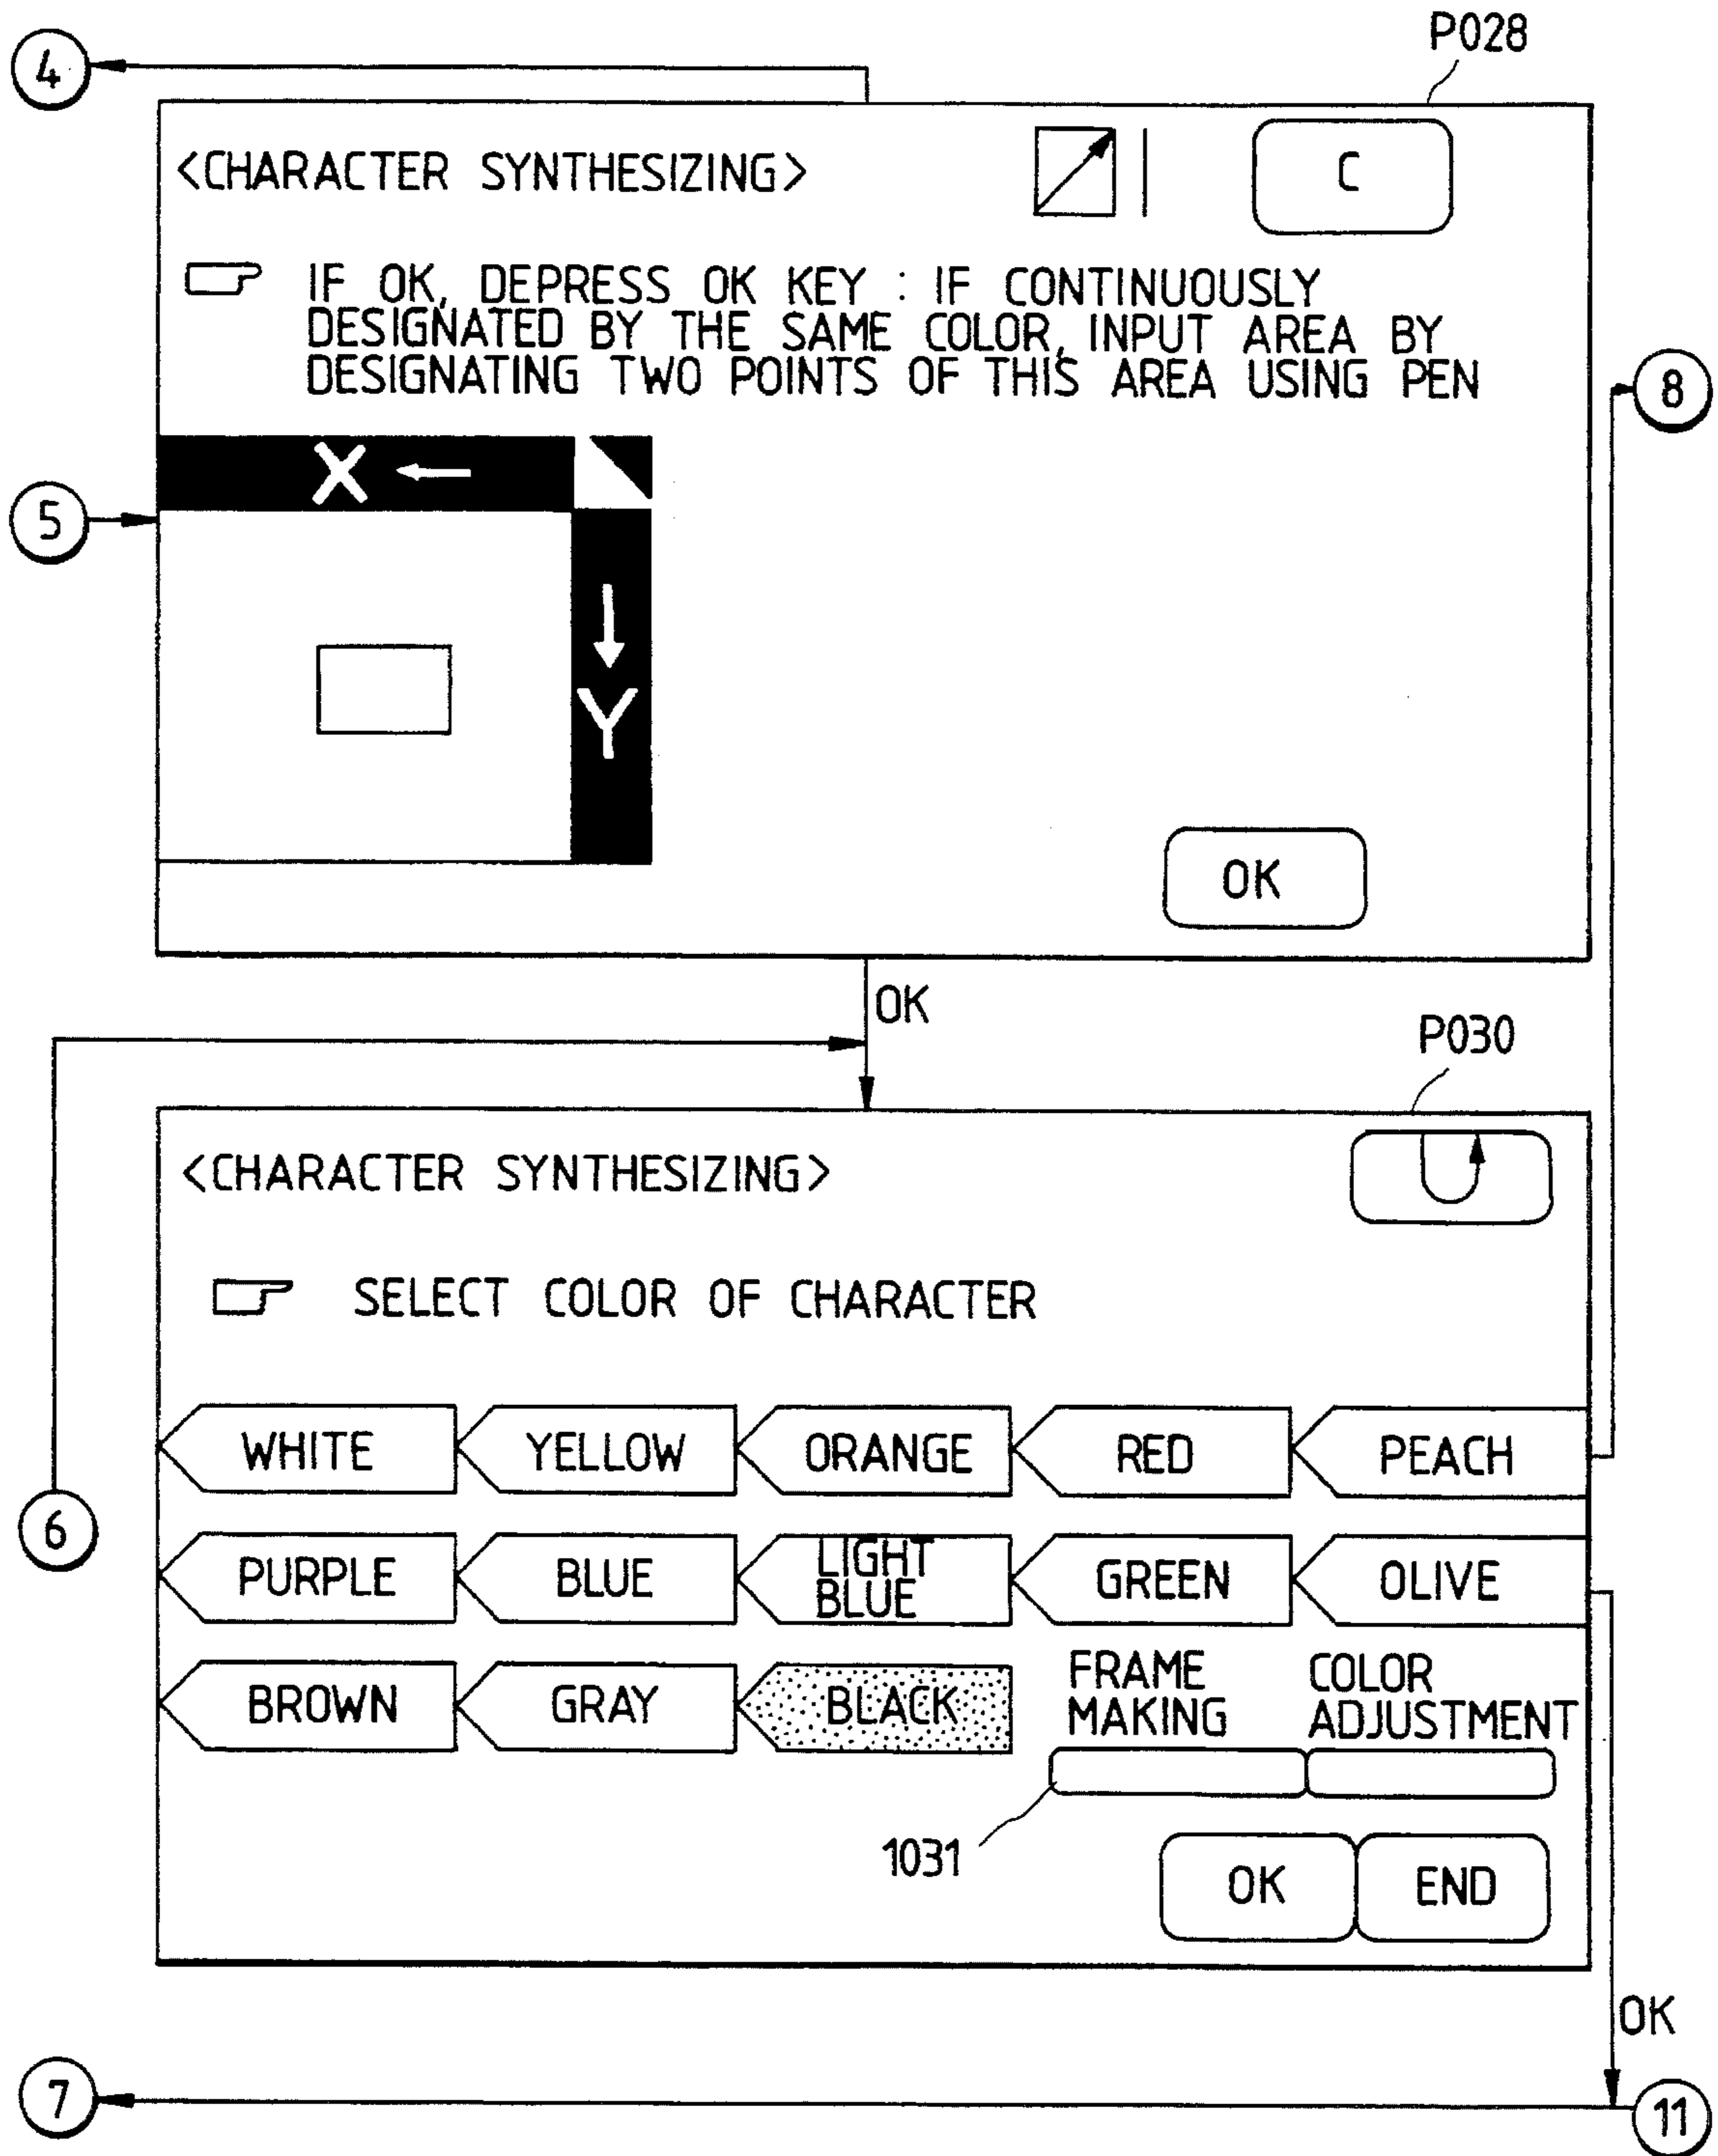 P028
4
<CHARACTER SYNTHESIZING>
C
IF OK, DEPRESS OK KEY : IF CONTINUOUSLY
DESIGNATED BY THE SAME COLOR, INPUT AREA BY
DESIGNATING TWO POINTS OF THIS AREA USING PEN
8
X
5
Y
OK
OK
P030
<CHARACTER SYNTHESIZING>
SELECT COLOR OF CHARACTER
WHITE YELLOW ORANGE RED PEACH
6
PURPLE BLUE LIGHT BLUE GREEN OLIVE
BROWN GRAY BLACK
FRAME MAKING
COLOR ADJUSTMENT
1031
OK END
OK
7
11